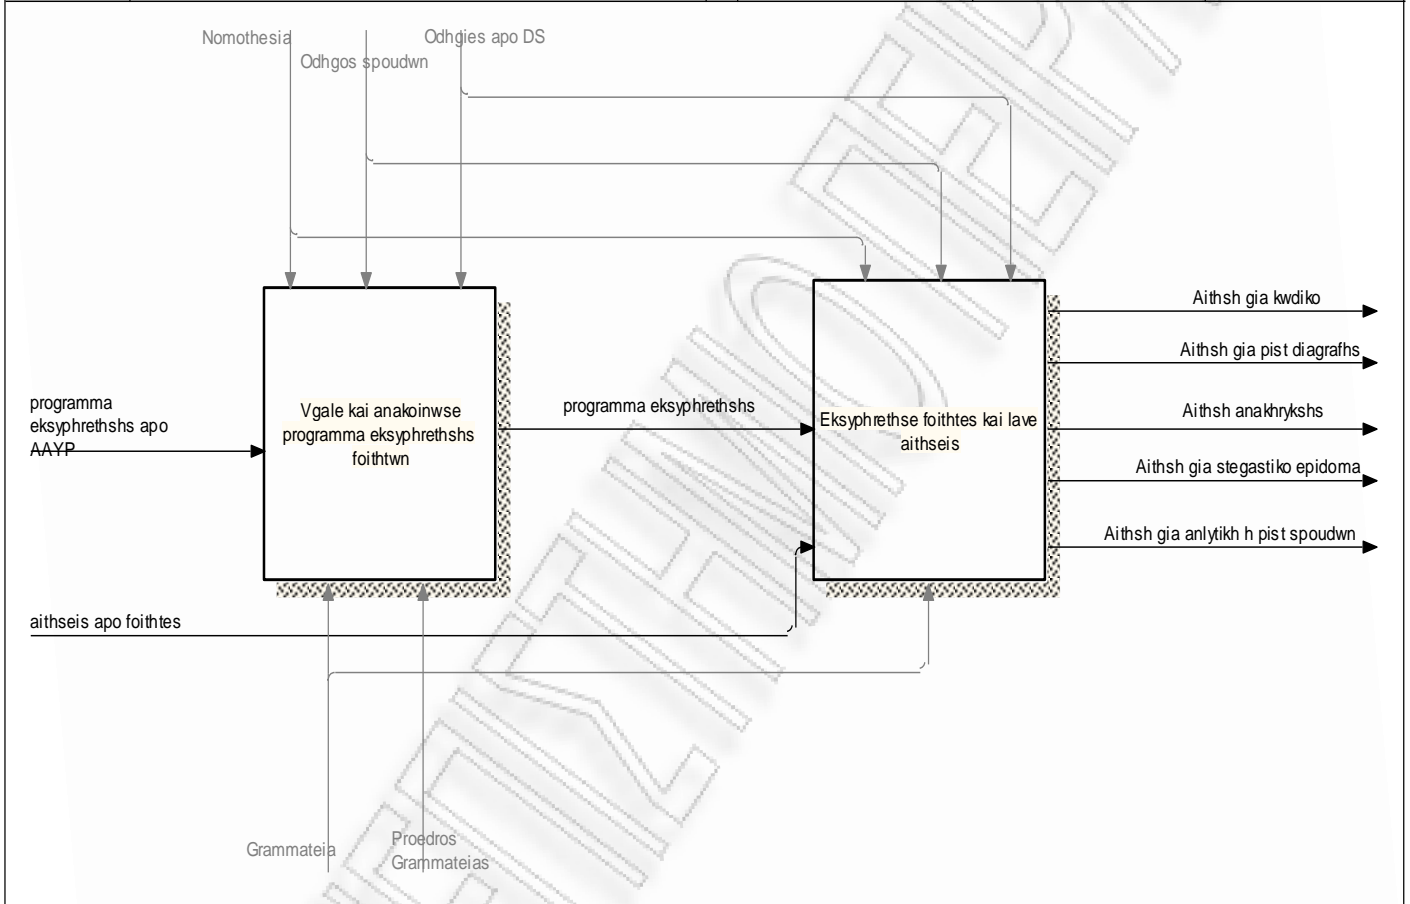 Nomothesia
Odhgos spoudwn
Odhgies apo DS
programma
eksyphrethshs apo
AAYP
Vgale kai anakoinwse
programma eksyphrethshs
foithtwn
programma eksyphrethshs
Eksyphrethse foithtes kai lave
aithseis
Aithsh gia kwdiko
Aithsh gia pist diagrafhs
Aithsh anakhrykshs
Aithsh gia stegastiko epidoma
Aithsh gia anlytikh h pist spoudwn
aithseis apo foithtes
Grammateia
Proedros
Grammateias